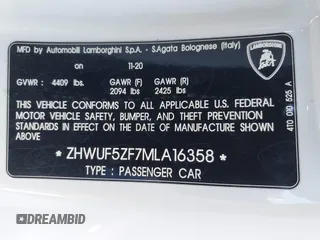 MFD by Automobili Lamborghini S.p.A. - S.Agata Bolognese (Italy)
on 11-20
LAMBORGHINI
GVWR : 4409 lbs. GAWR (F) GAWR (R)
2094 lbs 2425 lbs.
THIS VEHICLE CONFORMS TO ALL APPLICABLE U.S. FEDERAL
MOTOR VEHICLE SAFETY, BUMPER, AND THEFT PREVENTION
STANDARDS IN EFFECT ON THE DATE OF MANUFACTURE SHOWN
ABOVE
* ZHWUF5ZF7MLA16358 *
TYPE : PASSENGER CAR
4T0 010 525 A
DREAMBID